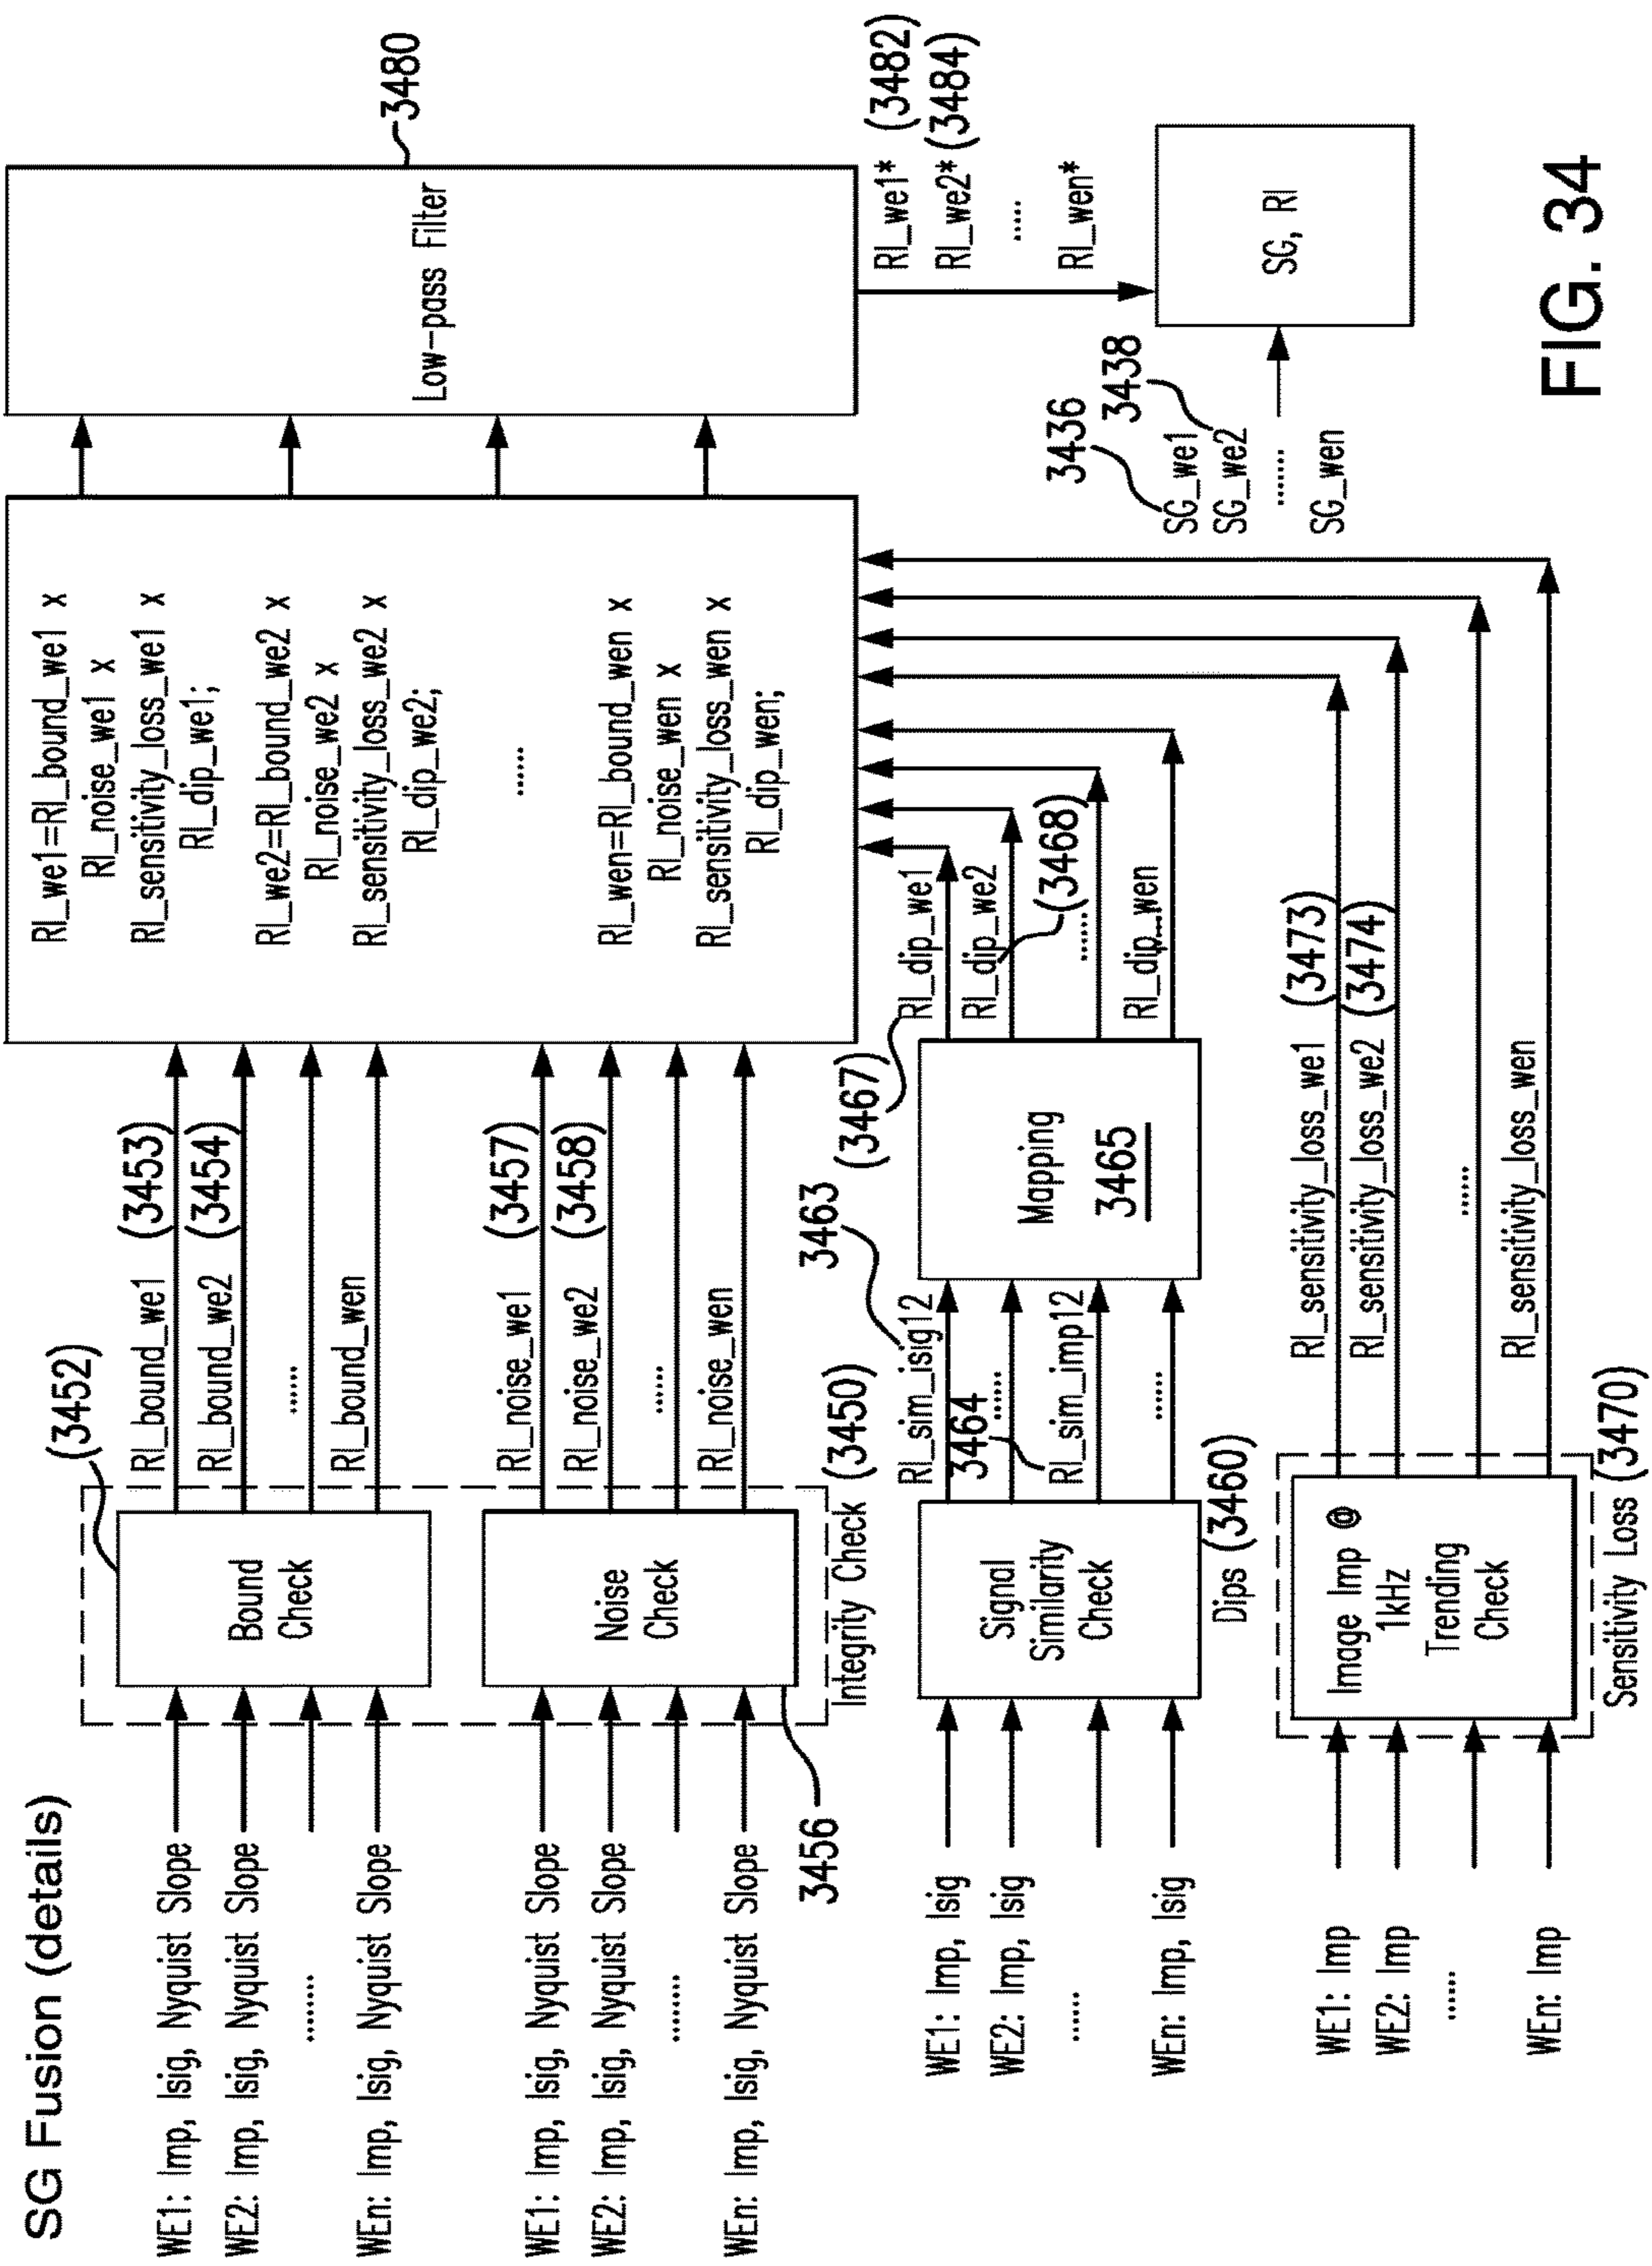 SG Fusion (details)
WE1: Imp, Isig, Nyquist Slope
WE2: Imp, Isig, Nyquist Slope
........
WEn: Imp, Isig, Nyquist Slope
(3452)
Bound
Check
RI_bound_we1 (3453)
RI_bound_we2 (3454)
......
RI_bound_wen
WE1: Imp, Isig, Nyquist Slope
WE2: Imp, Isig, Nyquist Slope
........
WEn: Imp, Isig, Nyquist Slope
3456
Noise
Check
Integrity Check (3450)
RI_noise_we1 (3457)
RI_noise_we2 (3458)
......
RI_noise_wen
WE1: Imp, Isig
WE2: Imp, Isig
......
WEn: Imp, Isig
Signal
Similarity
Check
Dips (3460)
3463
RI_sim_isig12
......
3464
RI_sim_imp12
......
Mapping
3465
(3467)
RI_dip_we1
RI_dip_we2
(3468)
......
RI_dip_wen
WE1: Imp
WE2: Imp
......
WEn: Imp
Image Imp @
1kHz
Trending
Check
Sensitivity Loss (3470)
RI_sensitivity_loss_we1 (3473)
RI_sensitivity_loss_we2 (3474)
......
RI_sensitivity_loss_wen
RI_we1=RI_bound_we1 x
RI_noise_we1 x
RI_sensitivity_loss_we1 x
RI_dip_we1;
RI_we2=RI_bound_we2 x
RI_noise_we2 x
RI_sensitivity_loss_we2 x
RI_dip_we2;
......
RI_wen=RI_bound_wen x
RI_noise_wen x
RI_sensitivity_loss_wen x
RI_dip_wen;
Low-pass Filter
3480
RI_we1* (3482)
RI_we2* (3484)
.....
RI_wen*
3436
3438
SG_we1
SG_we2
.......
SG_wen
SG, RI
FIG. 34